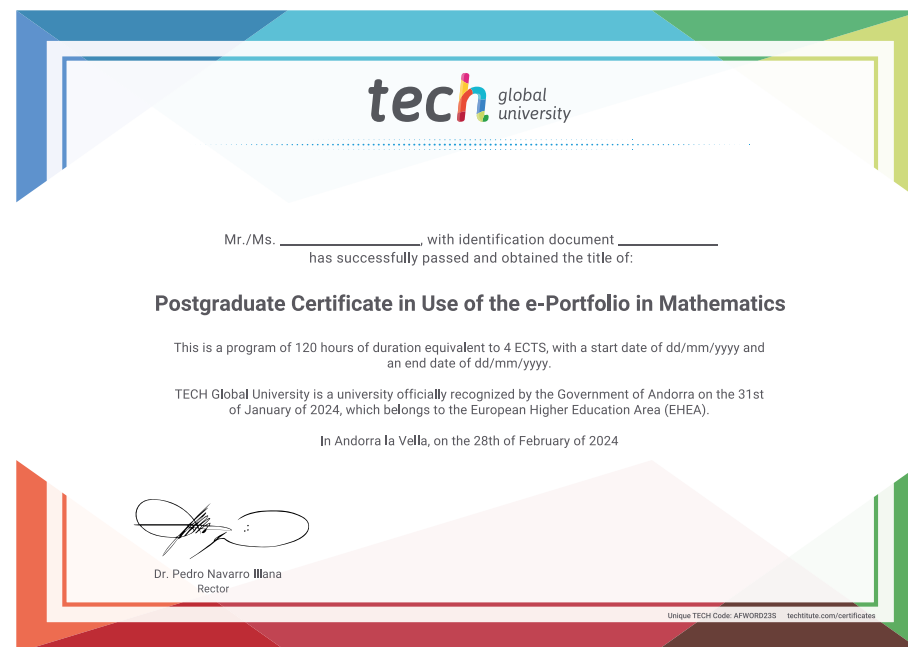 tech global
university
Mr./Ms. ____________, with identification document ____________
has successfully passed and obtained the title of:
Postgraduate Certificate in Use of the e-Portfolio in Mathematics
This is a program of 120 hours of duration equivalent to 4 ECTS, with a start date of dd/mm/yyyy and
an end date of dd/mm/yyyy.
TECH Global University is a university officially recognized by the Government of Andorra on the 31st
of January of 2024, which belongs to the European Higher Education Area (EHEA).
In Andorra la Vella, on the 28th of February of 2024
Dr. Pedro Navarro Illana
Rector
Unique TECH Code: AFWORD23S techtitute.com/certificates